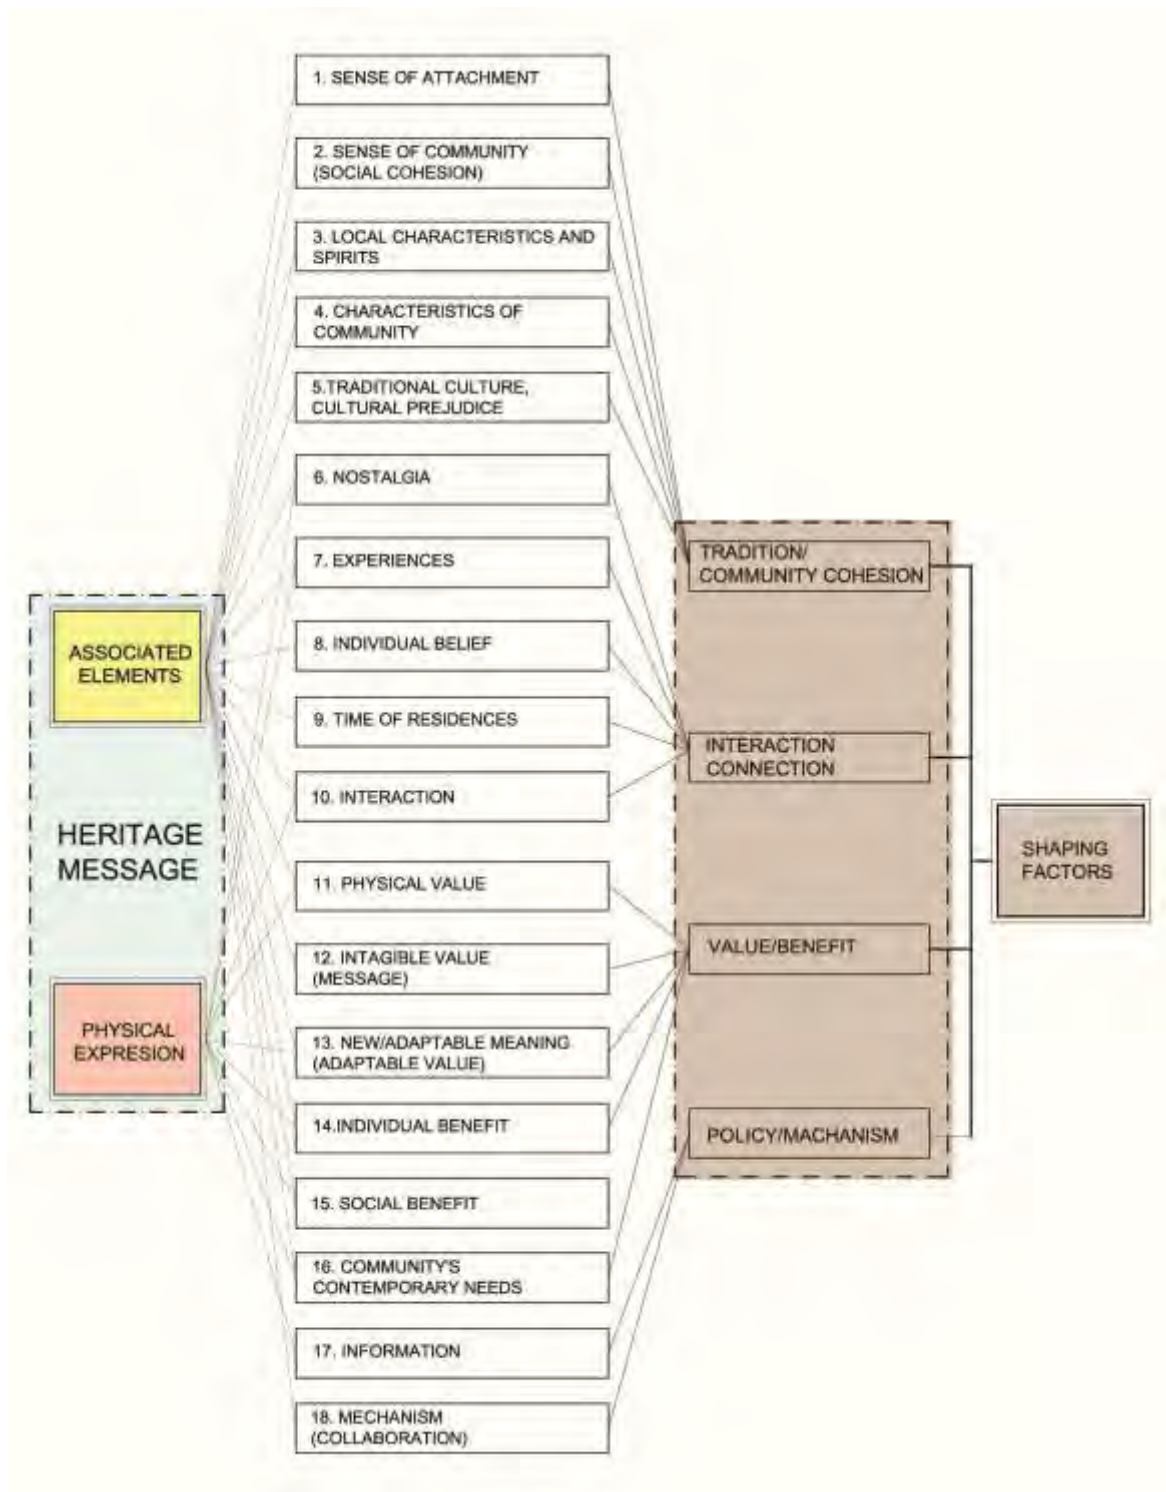 1. SENSE OF ATTACHMENT
2. SENSE OF COMMUNITY
(SOCIAL COHESION)
3. LOCAL CHARACTERISTICS AND
SPIRITS
4. CHARACTERISTICS OF
COMMUNITY
5.TRADITIONAL CULTURE,
CULTURAL PREJUDICE
6. NOSTALGIA
7. EXPERIENCES
8. INDIVIDUAL BELIEF
9. TIME OF RESIDENCES
10. INTERACTION
11. PHYSICAL VALUE
12. INTAGIBLE VALUE
(MESSAGE)
13. NEW/ADAPTABLE MEANING
(ADAPTABLE VALUE)
14.INDIVIDUAL BENEFIT
15. SOCIAL BENEFIT
16. COMMUNITY'S
CONTEMPORARY NEEDS
17. INFORMATION
18. MECHANISM
(COLLABORATION)
ASSOCIATED
ELEMENTS
HERITAGE
MESSAGE
PHYSICAL
EXPRESION
TRADITION/
COMMUNITY COHESION
INTERACTION
CONNECTION
VALUE/BENEFIT
POLICY/MACHANISM
SHAPING
FACTORS